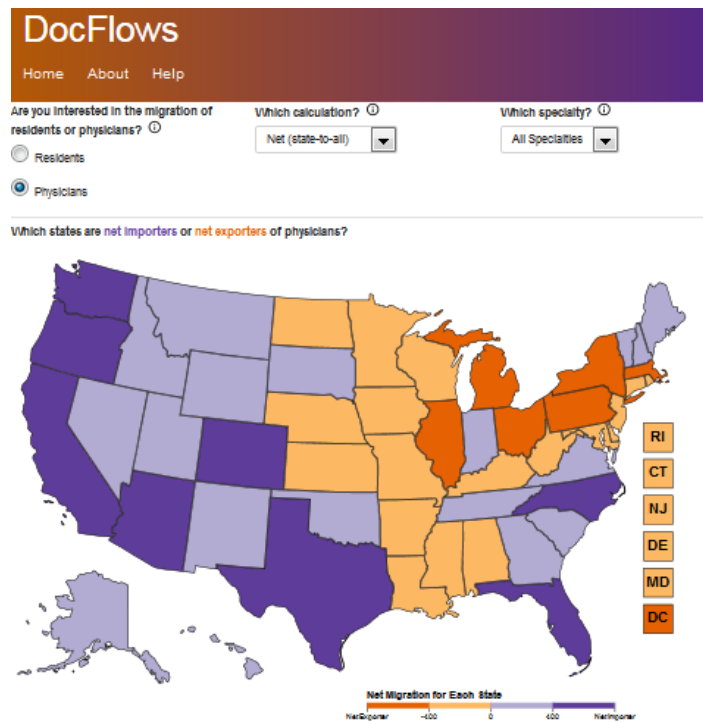 DocFlows
Home About Help
Are you interested in the migration of residents or physicians?
Residents
Physicians
Which calculation?
Net (state-to-all)
Which specialty?
All Specialties
Which states are net importers or net exporters of physicians?
RI
CT
NJ
DE
MD
DC
Net Migration for Each State
Net Exporter -400 0 400 Net Importer